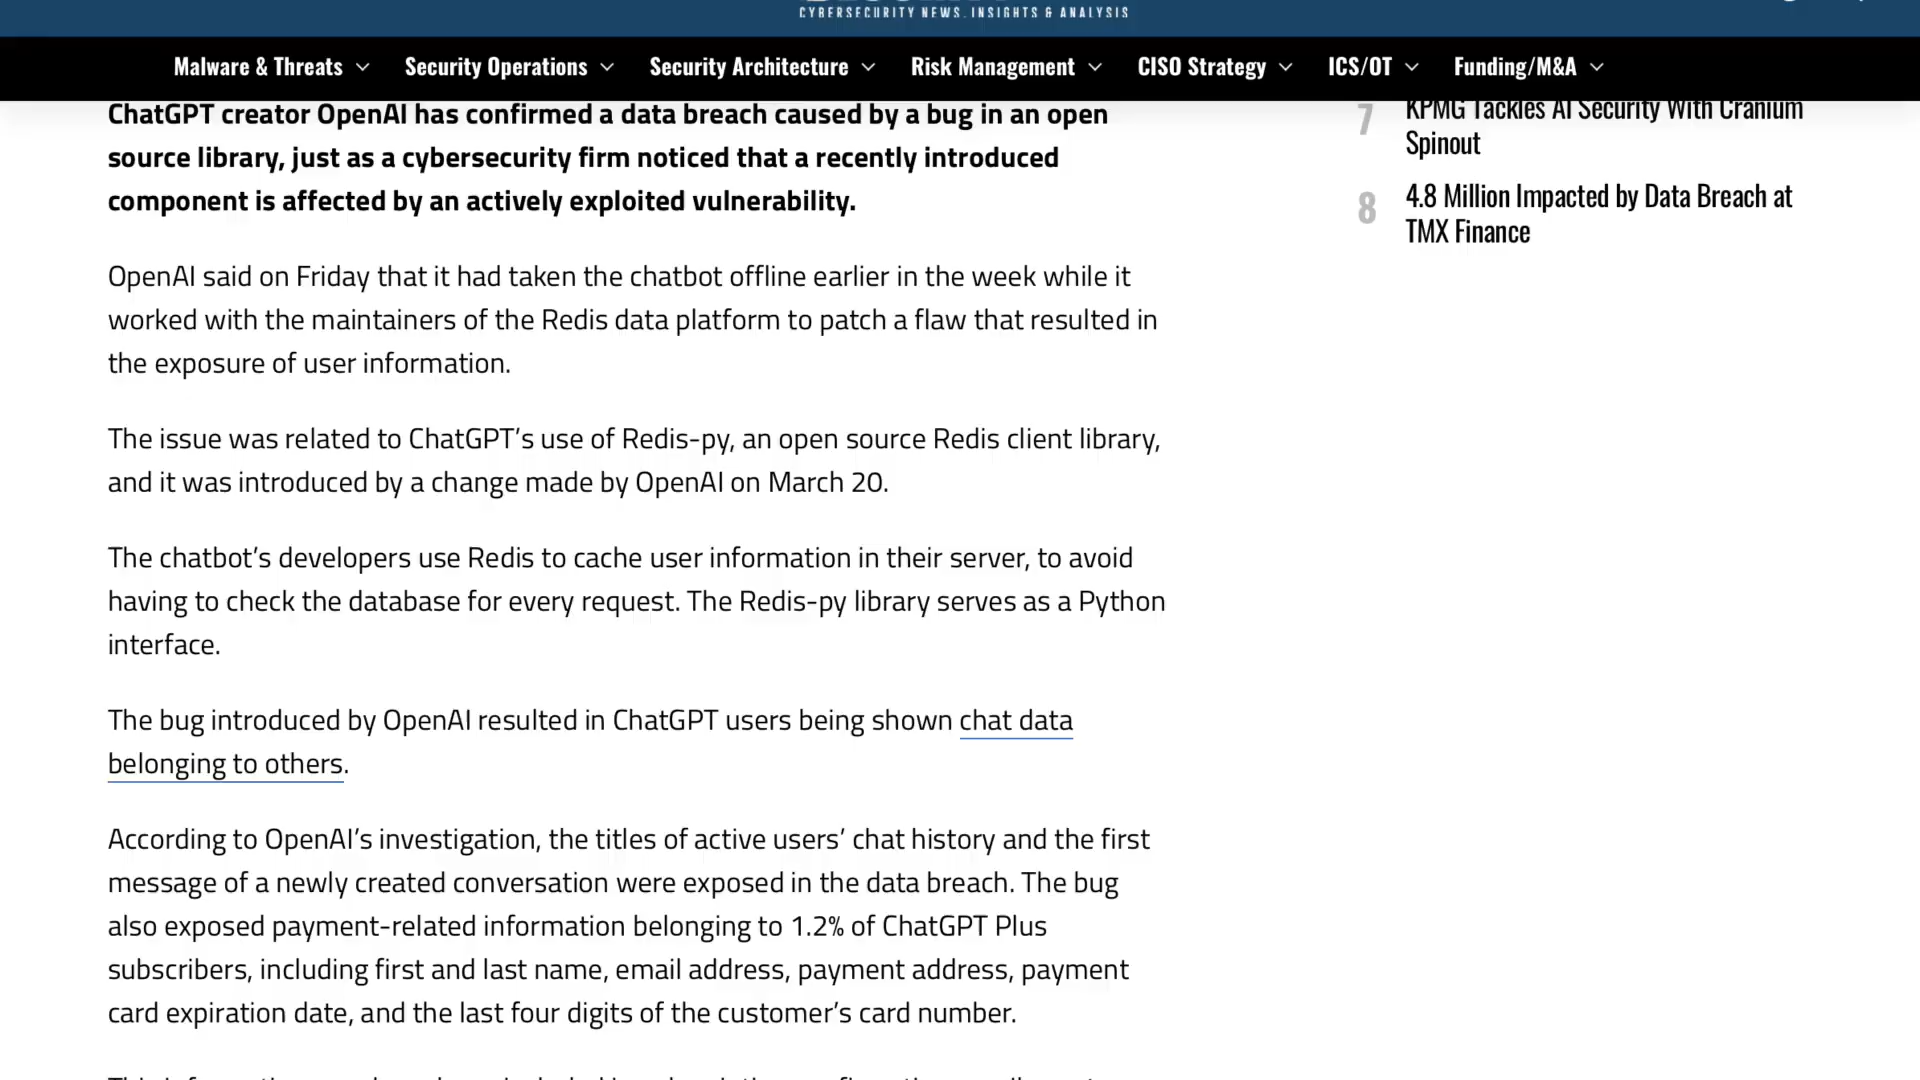 CYBERSECURITY NEWS, INSIGHTS & ANALYSIS
Malware & Threats Security Operations Security Architecture Risk Management CISO Strategy ICS/OT Funding/M&A
ChatGPT creator OpenAI has confirmed a data breach caused by a bug in an open
source library, just as a cybersecurity firm noticed that a recently introduced
component is affected by an actively exploited vulnerability.
OpenAI said on Friday that it had taken the chatbot offline earlier in the week while it
worked with the maintainers of the Redis data platform to patch a flaw that resulted in
the exposure of user information.
The issue was related to ChatGPT’s use of Redis-py, an open source Redis client library,
and it was introduced by a change made by OpenAI on March 20.
The chatbot’s developers use Redis to cache user information in their server, to avoid
having to check the database for every request. The Redis-py library serves as a Python
interface.
The bug introduced by OpenAI resulted in ChatGPT users being shown chat data
belonging to others.
According to OpenAI’s investigation, the titles of active users’ chat history and the first
message of a newly created conversation were exposed in the data breach. The bug
also exposed payment-related information belonging to 1.2% of ChatGPT Plus
subscribers, including first and last name, email address, payment address, payment
card expiration date, and the last four digits of the customer’s card number.
7 KPMG Tackles AI Security With Cranium
Spinout
8 4.8 Million Impacted by Data Breach at
TMX Finance